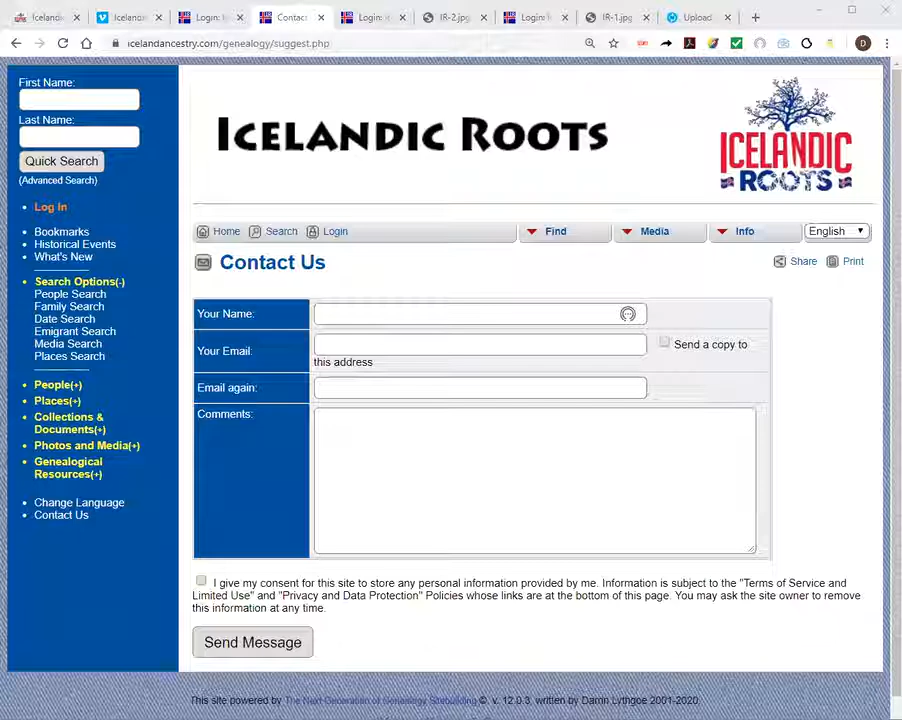 Icelandi
Icelan
Login: I
Contac
Login: I
IR-2.jpg
Login:
IR-1.jpg
Upload
icelandancestry.com/genealogy/suggest.php
D
First Name:
Last Name:
Quick Search
(Advanced Search)
Log In
Bookmarks
Historical Events
What's New
Search Options(-)
People Search
Family Search
Date Search
Emigrant Search
Media Search
Places Search
People(+)
Places(+)
Collections &
Documents(+)
Photos and Media(+)
Genealogical
Resources(+)
Change Language
Contact Us
Icelandic Roots
ICELANDIC
ROOTS
Home Search Login Find Media Info English
Contact Us
Share Print
Your Name:
Your Email:
Send a copy to
this address
Email again:
Comments:
I give my consent for this site to store any personal information provided by me. Information is subject to the "Terms of Service and
Limited Use" and "Privacy and Data Protection" Policies whose links are at the bottom of this page. You may ask the site owner to remove
this information at any time.
Send Message
This site powered by The Next Generation of Genealogy Sitebuilding ©, v. 12.0.3, written by Darrin Lythgoe 2001-2020.